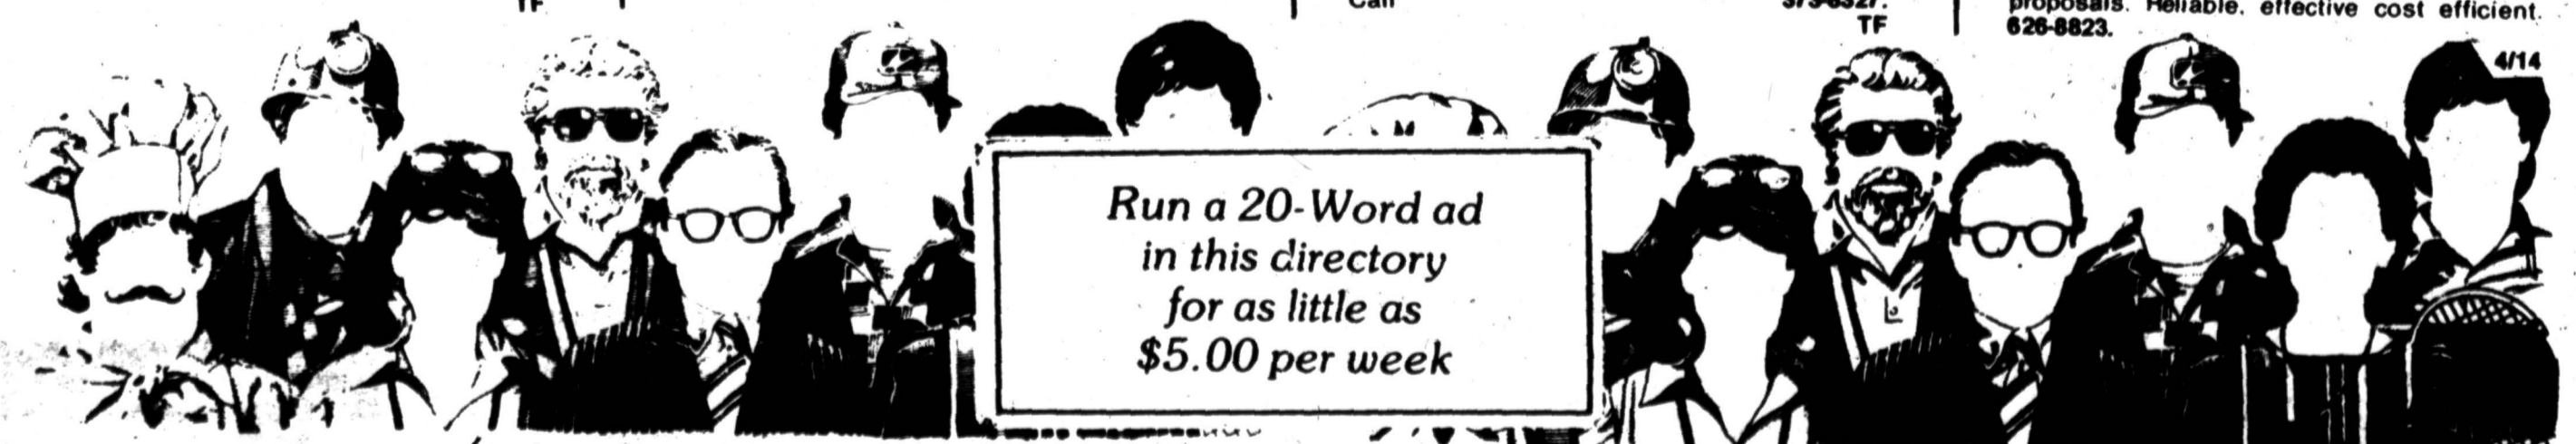 TF
Call
TF
proposals. Reliable, effective cost efficient.
626-8823.
4/14
Run a 20-Word ad
in this directory
for as little as
$5.00 per week